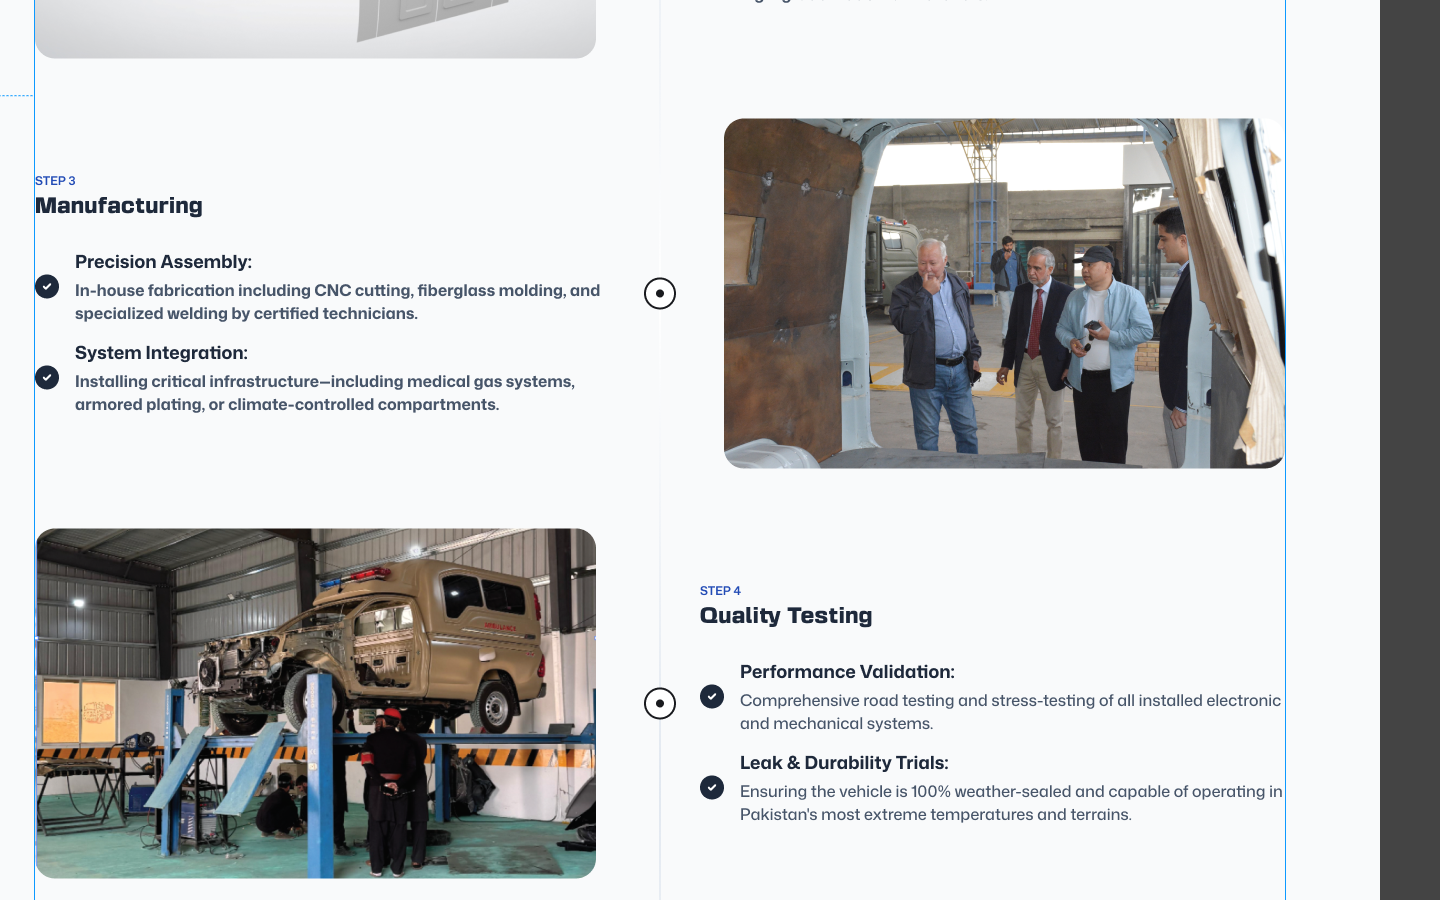 STEP 3
Manufacturing
Precision Assembly:
In-house fabrication including CNC cutting, fiberglass molding, and
specialized welding by certified technicians.
System Integration:
Installing critical infrastructure—including medical gas systems,
armored plating, or climate-controlled compartments.
AMBULANCE
STEP 4
Quality Testing
Performance Validation:
Comprehensive road testing and stress-testing of all installed electronic
and mechanical systems.
Leak & Durability Trials:
Ensuring the vehicle is 100% weather-sealed and capable of operating in
Pakistan's most extreme temperatures and terrains.